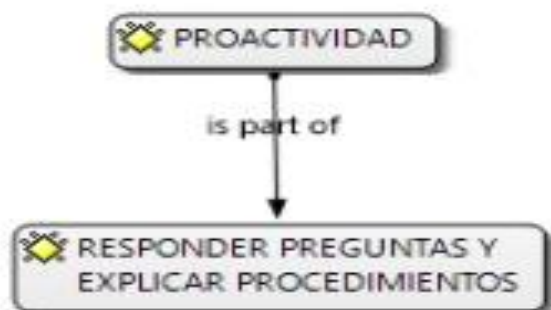 PROACTIVIDAD
is part of
RESPONDER PREGUNTAS Y
EXPLICAR PROCEDIMIENTOS